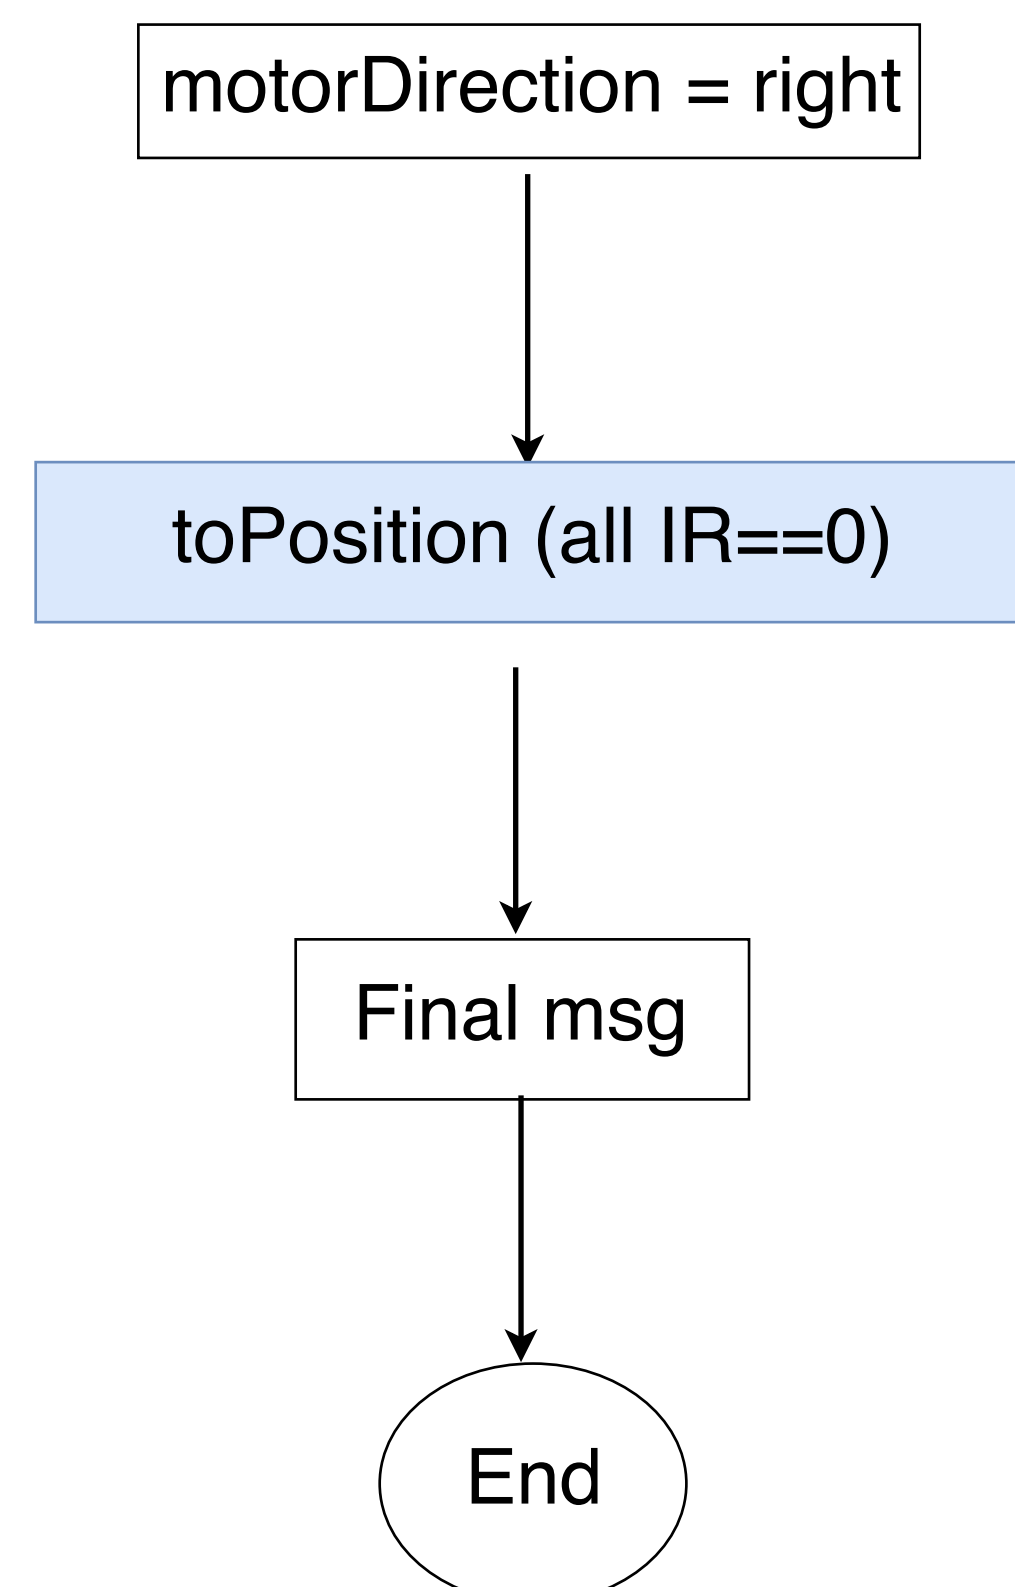 motorDirection = right
toPosition (all IR==0)
Final msg
End